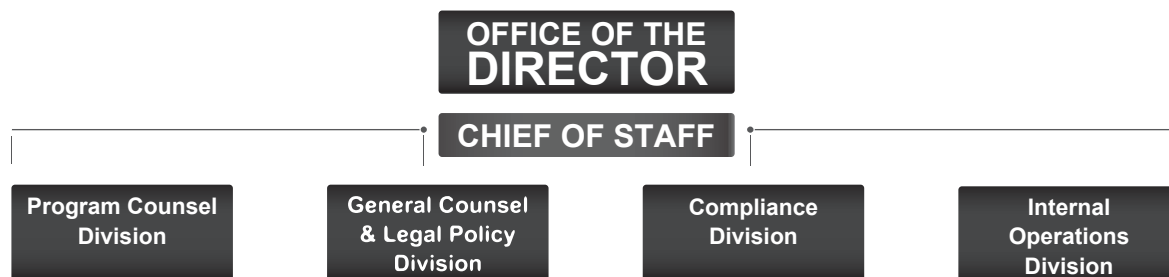 OFFICE OF THE
DIRECTOR
CHIEF OF STAFF
Program Counsel
Division
General Counsel
& Legal Policy
Division
Compliance
Division
Internal
Operations
Division